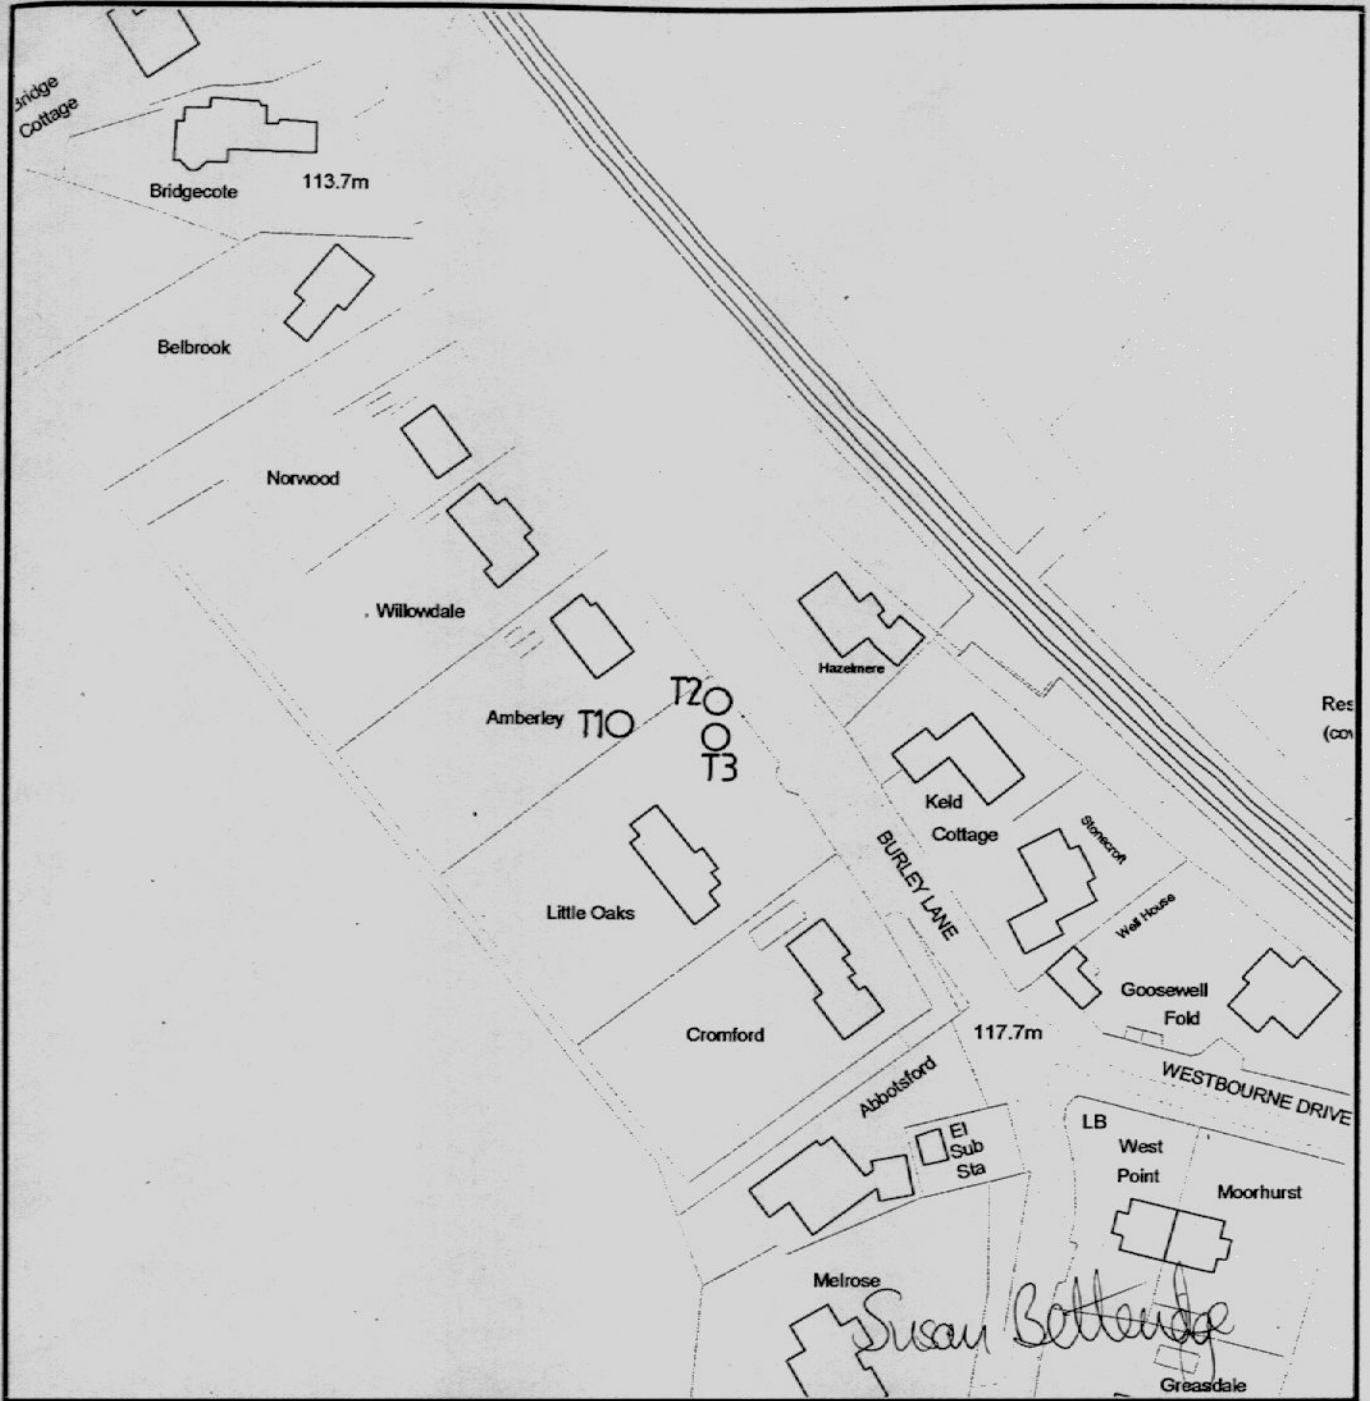 Bridge
Cottage
Bridgecote
113.7m
Belbrook
Norwood
Willowdale
Hazelmere
Amberley
T1
T2
T3
Res
(cov
Keld
Cottage
Stonecroft
BURLEY LANE
Little Oaks
Well House
Goosewell
Fold
Cromford
117.7m
Abbotsford
WESTBOURNE DRIVE
El
Sub
Sta
LB
West
Point
Moorhurst
Melrose
Susan Betteridge
Greasdale